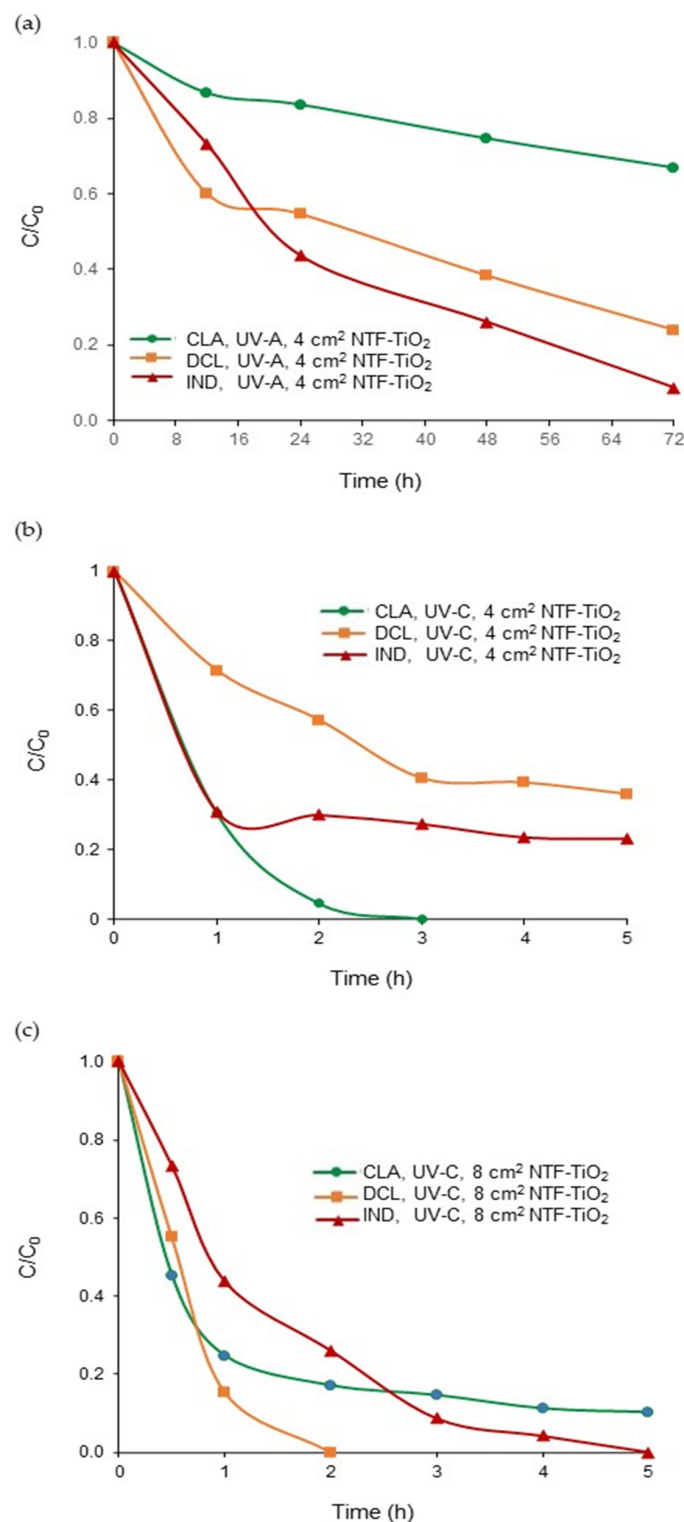 (a)
1.0
0.8
0.6
0.4
0.2
0.0
C/C₀
CLA, UV-A, 4 cm² NTF-TiO₂
DCL, UV-A, 4 cm² NTF-TiO₂
IND, UV-A, 4 cm² NTF-TiO₂
0 8 16 24 32 40 48 56 64 72
Time (h)
(b)
1
0.8
0.6
0.4
0.2
0
C/C₀
CLA, UV-C, 4 cm² NTF-TiO₂
DCL, UV-C, 4 cm² NTF-TiO₂
IND, UV-C, 4 cm² NTF-TiO₂
0 1 2 3 4 5
Time (h)
(c)
1.0
0.8
0.6
0.4
0.2
0.0
C/C₀
CLA, UV-C, 8 cm² NTF-TiO₂
DCL, UV-C, 8 cm² NTF-TiO₂
IND, UV-C, 8 cm² NTF-TiO₂
0 1 2 3 4 5
Time (h)